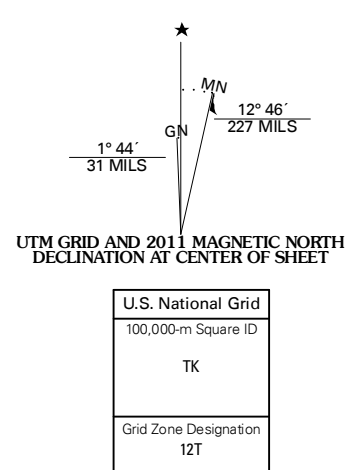 MN
12° 46´
227 MILS
GN
1° 44´
31 MILS
UTM GRID AND 2011 MAGNETIC NORTH
DECLINATION AT CENTER OF SHEET
U.S. National Grid
100,000-m Square ID
TK
Grid Zone Designation
12T